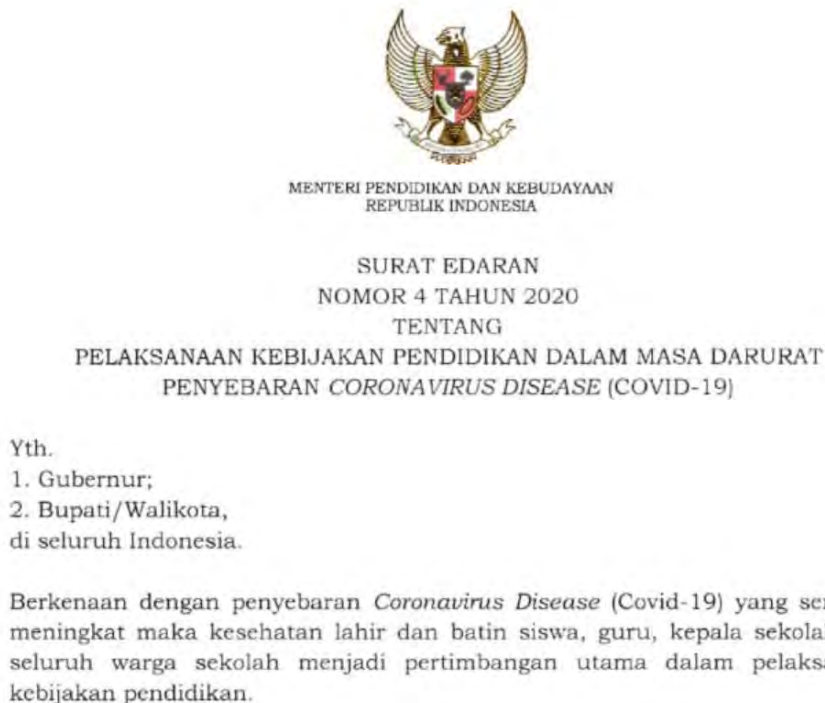 MENTERI PENDIDIKAN DAN KEBUDAYAAN
REPUBLIK INDONESIA
SURAT EDARAN
NOMOR 4 TAHUN 2020
TENTANG
PELAKSANAAN KEBIJAKAN PENDIDIKAN DALAM MASA DARURAT
PENYEBARAN CORONAVIRUS DISEASE (COVID-19)
Yth.
1. Gubernur;
2. Bupati/Walikota,
di seluruh Indonesia.
Berkenaan dengan penyebaran Coronavirus Disease (Covid-19) yang
meningkat maka kesehatan lahir dan batin siswa, guru, kepala
seluruh warga sekolah menjadi pertimbangan utama dalam
kebijakan pendidikan.